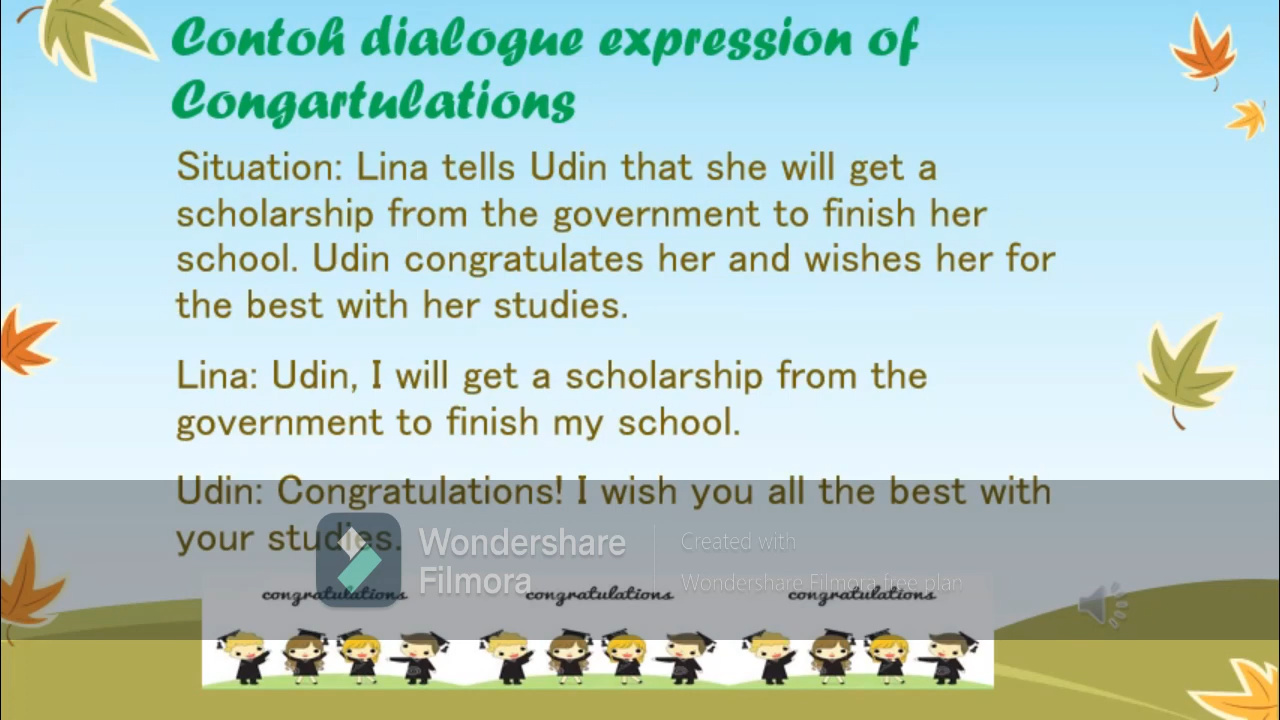 Contoh dialogue expression of
Congartulations
Situation: Lina tells Udin that she will get a
scholarship from the government to finish her
school. Udin congratulates her and wishes her for
the best with her studies.
Lina: Udin, I will get a scholarship from the
government to finish my school.
Udin: Congratulations! I wish you all the best with
your studies.
Wondershare
Filmora
Created with
Wondershare Filmora free plan
congratulations congratulations congratulations